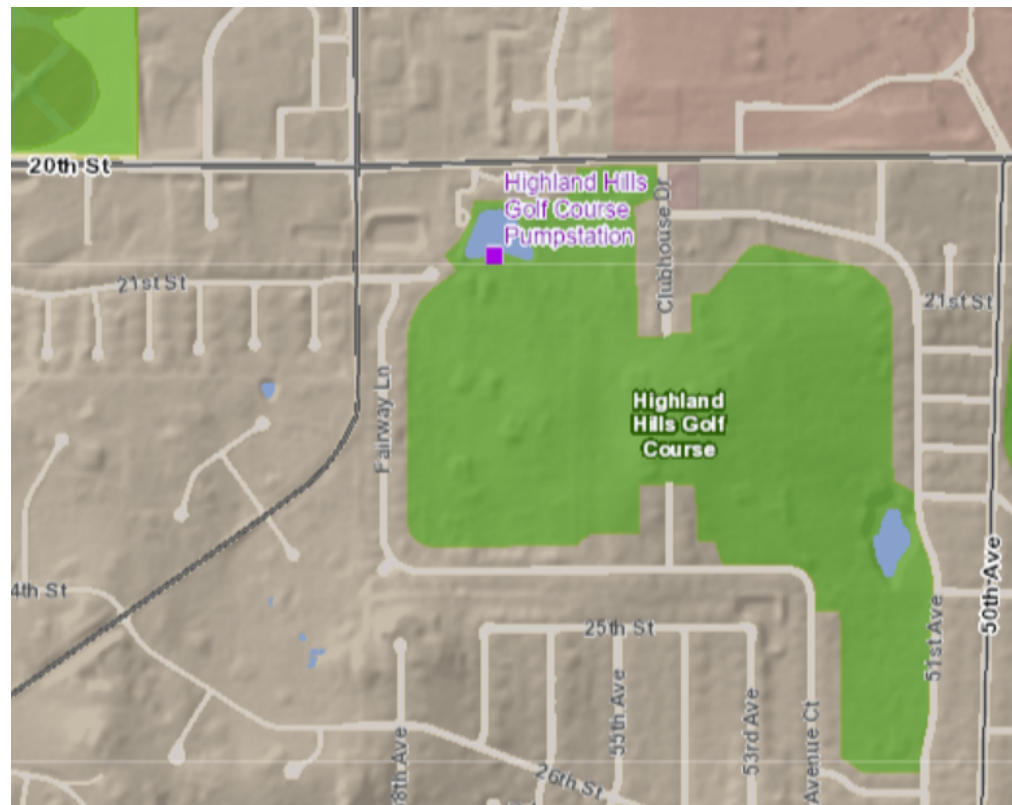 20th St
Highland Hills
Golf Course
Pumpstation
Clubhouse Dr
21st St
21st St
Fairway Ln
Highland
Hills Golf
Course
50th Ave
4th St
25th St
51st Ave
55th Ave
53rd Ave
Avenue Ct
8th Ave
26th St